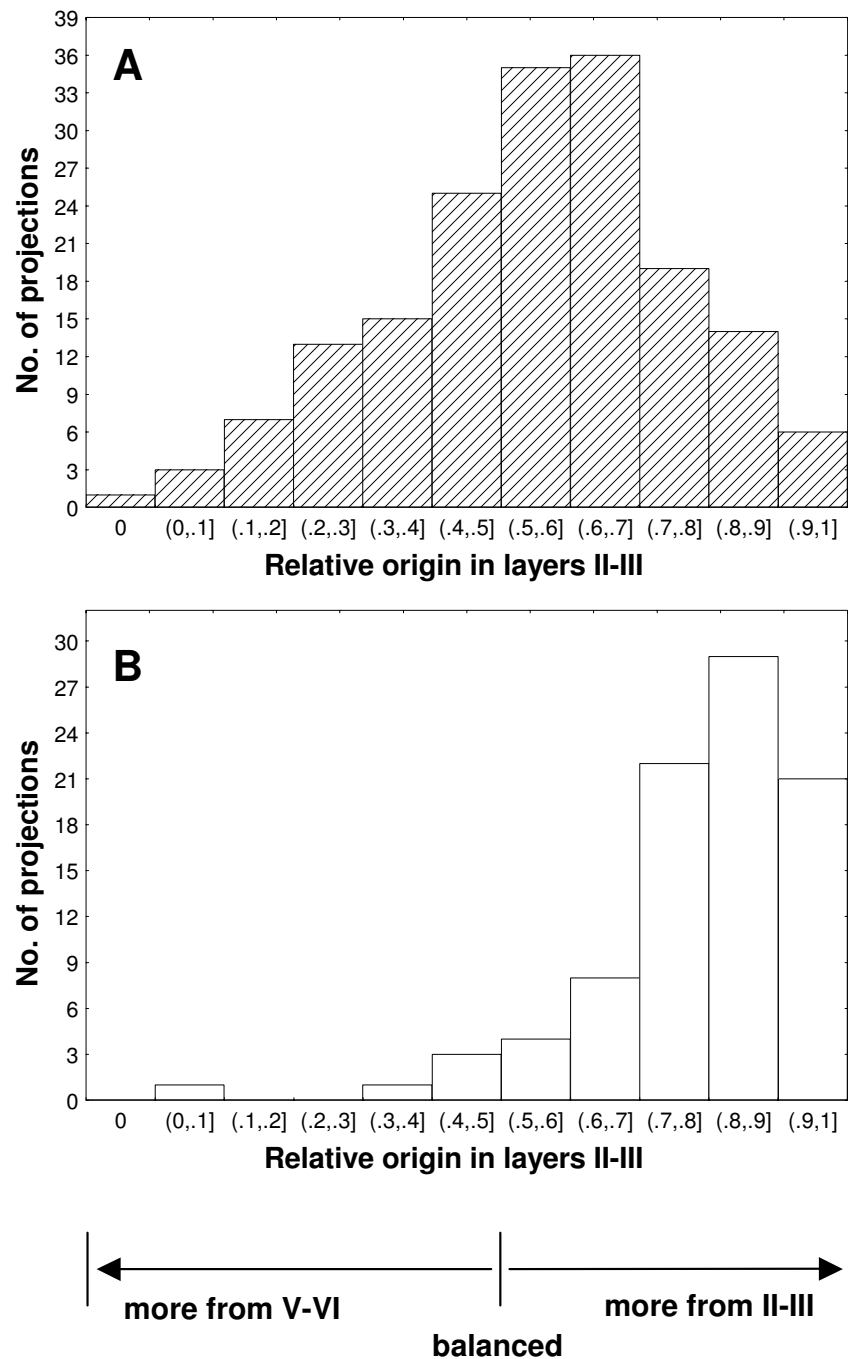 39
36
33
30
27
24
21
18
15
12
9
6
3
0
No. of projections
A
0 (0,.1] (.1,.2] (.2,.3] (.3,.4] (.4,.5] (.5,.6] (.6,.7] (.7,.8] (.8,.9] (.9,1]
Relative origin in layers II-III
30
27
24
21
18
15
12
9
6
3
0
No. of projections
B
0 (0,.1] (.1,.2] (.2,.3] (.3,.4] (.4,.5] (.5,.6] (.6,.7] (.7,.8] (.8,.9] (.9,1]
Relative origin in layers II-III
more from V-VI
more from II-III
balanced